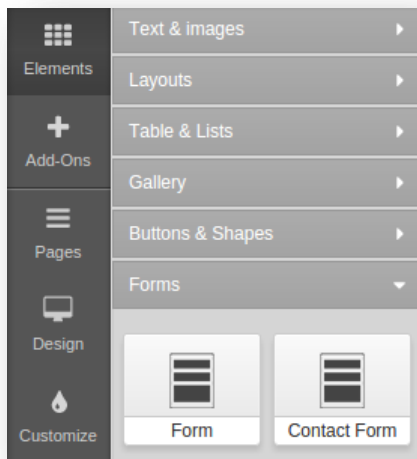 Elements
Add-Ons
Pages
Design
Customize
Text & images
Layouts
Table & Lists
Gallery
Buttons & Shapes
Forms
Form
Contact Form